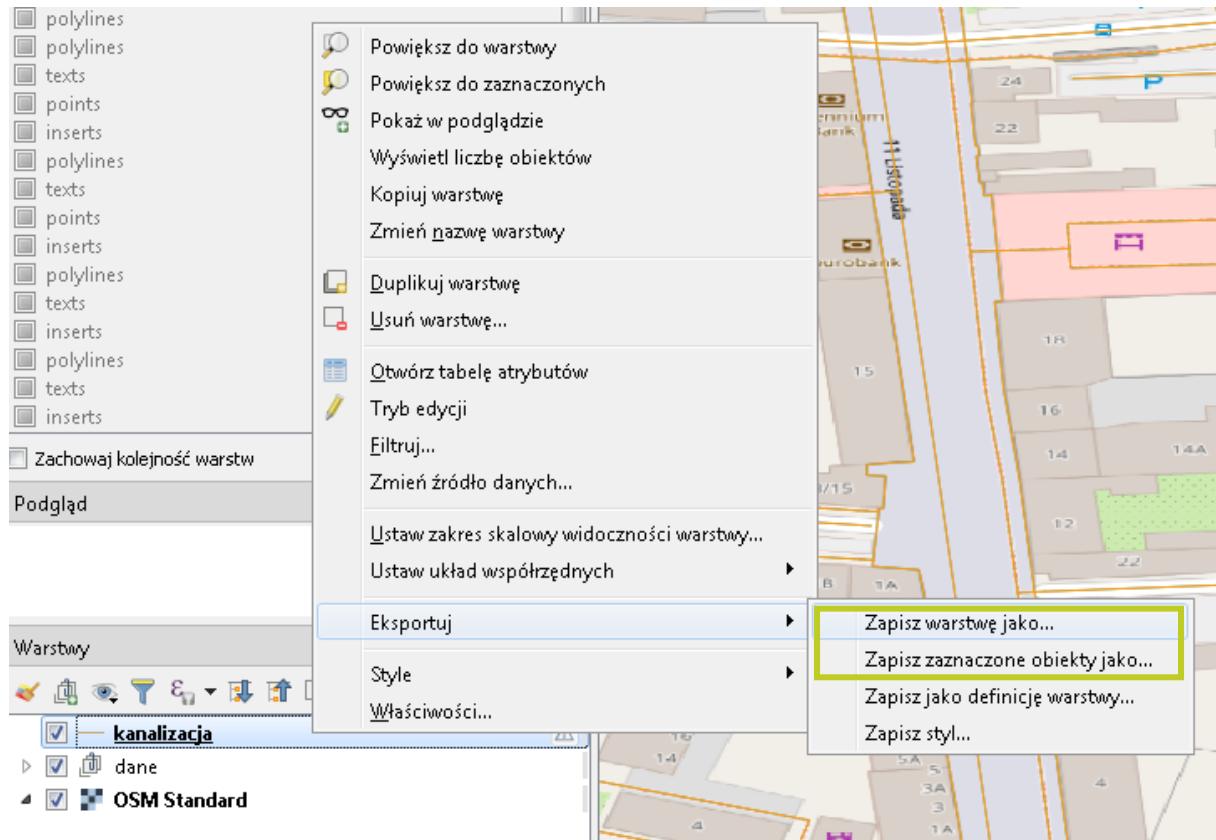 polylines
polylines
texts
points
inserts
polylines
texts
points
inserts
polylines
texts
inserts
polylines
texts
inserts
Zachowaj kolejność warstw
Podgląd
Warstwy
kanalizacja
dane
OSM Standard
Powiększ do warstwy
Powiększ do zaznaczonych
Pokaż w podglądzie
Wyświetl liczbę obiektów
Kopiuj warstwę
Zmień nazwę warstwy
Duplikuj warstwę
Usuń warstwę...
Otwórz tabelę atrybutów
Tryb edycji
Filtruj...
Zmień źródło danych...
Ustaw zakres skalowy widoczności warstwy...
Ustaw układ współrzędnych
Eksportuj
Style
Właściwości...
Zapisz warstwę jako...
Zapisz zaznaczone obiekty jako...
Zapisz jako definicję warstwy...
Zapisz styl...
24
P
22
11 Listopada
18
15
16
14
14A
12
22
B
1A
16
14
5A
5
3A
4
3
4
1A